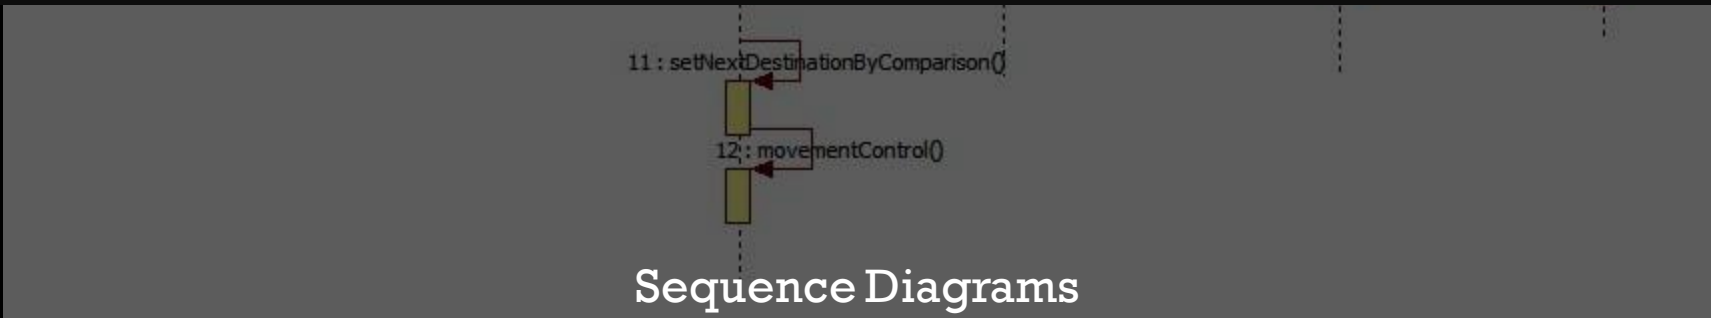 11 : setNextDestinationByComparison()
12 : movementControl()
Sequence Diagrams